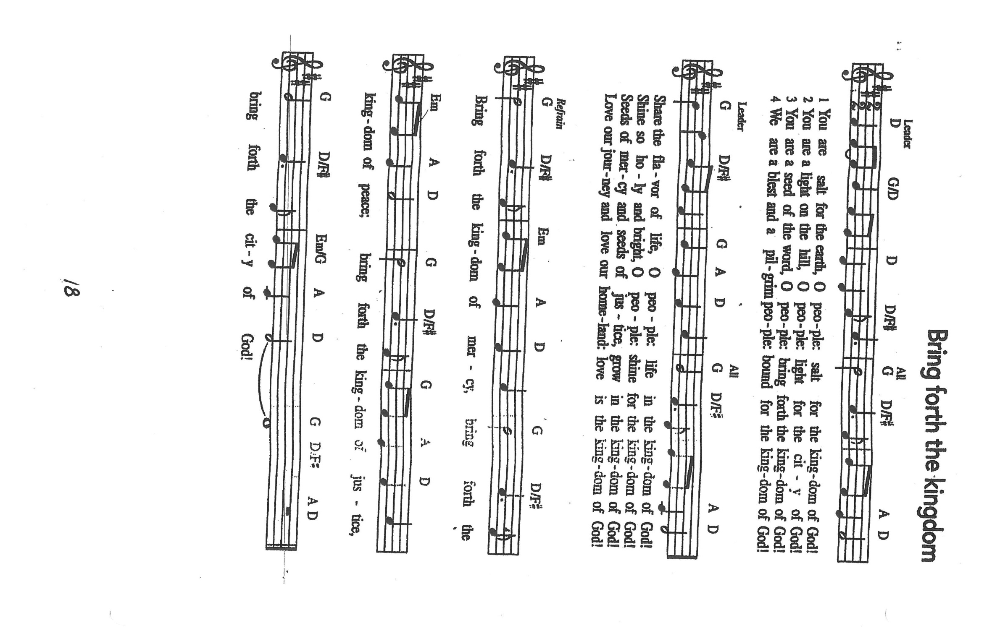 Bring forth the kingdom
Leader All
D G/D D D/F# G D/F# A D
1 You are salt for the earth, O peo-ple: salt for the king-dom of God!
2 You are a light on the hill, O peo-ple: light for the cit - y of God!
3 You are a seed of the word, O peo-ple: bring forth the king-dom of God!
4 We are a blest and a pil-grim peo-ple: bound for the king-dom of God!
Leader All
G D/F# G A D G D/F# A D
Share the fla-vor of life, O peo - ple: life in the king-dom of God!
Shine so ho - ly and bright, O peo - ple: shine for the king-dom of God!
Seeds of mer-cy and seeds of jus - tice, grow in the king-dom of God!
Love our jour-ney and love our home-land: love is the king-dom of God!
Refrain
G D/F# Em A D G D/F#
Bring forth the king-dom of mer - cy, bring forth the
Em A D G D/F# G A D
king-dom of peace; bring forth the king-dom of jus - tice,
G D/F# Em/G A D G D/F# A D
bring forth the cit-y of God!
18